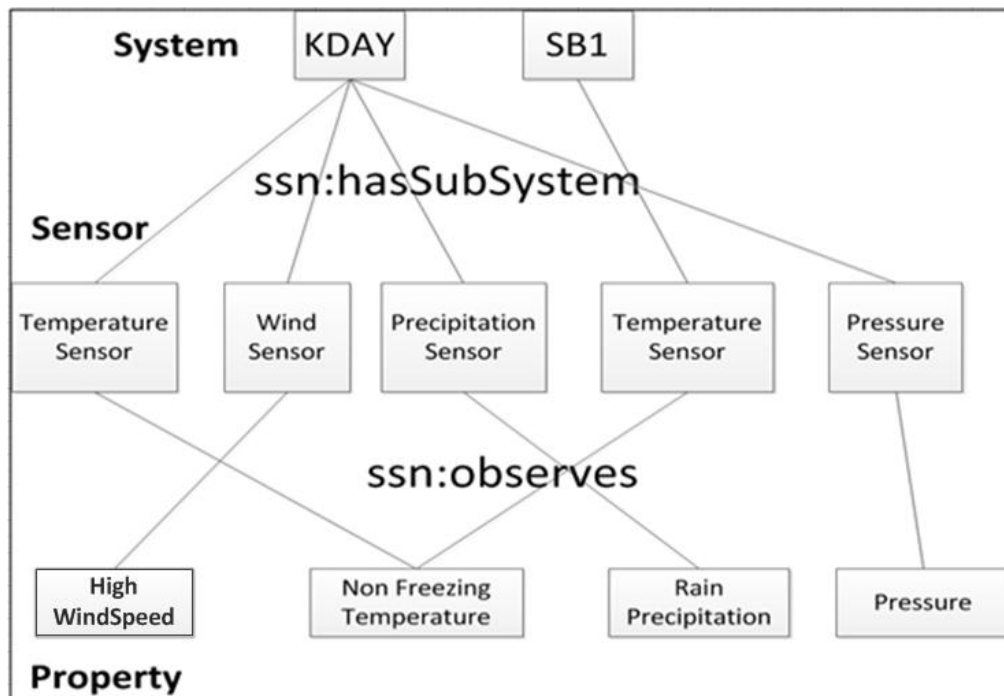 System
KDAY
SB1
ssn:hasSubSystem
Sensor
Temperature
Sensor
Wind
Sensor
Precipitation
Sensor
Temperature
Sensor
Pressure
Sensor
ssn:observes
High
WindSpeed
Non Freezing
Temperature
Rain
Precipitation
Pressure
Property